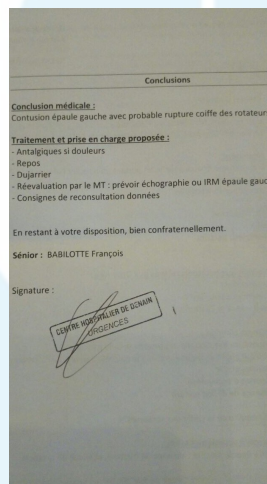 Conclusions
Conclusion médicale :
Contusion épaule gauche avec probable rupture coiffe des rotateur
Traitement et prise en charge proposée :
- Antalgiques si douleurs
- Repos
- Dujarrier
- Réevaluation par le MT : prévoir échographie ou IRM épaule gauc
- Consignes de reconsultation données
En restant à votre disposition, bien confraternellement.
Sénior : BABILOTTE François
Signature :
CENTRE HOSPITALIER DE DENAIN
URGENCES